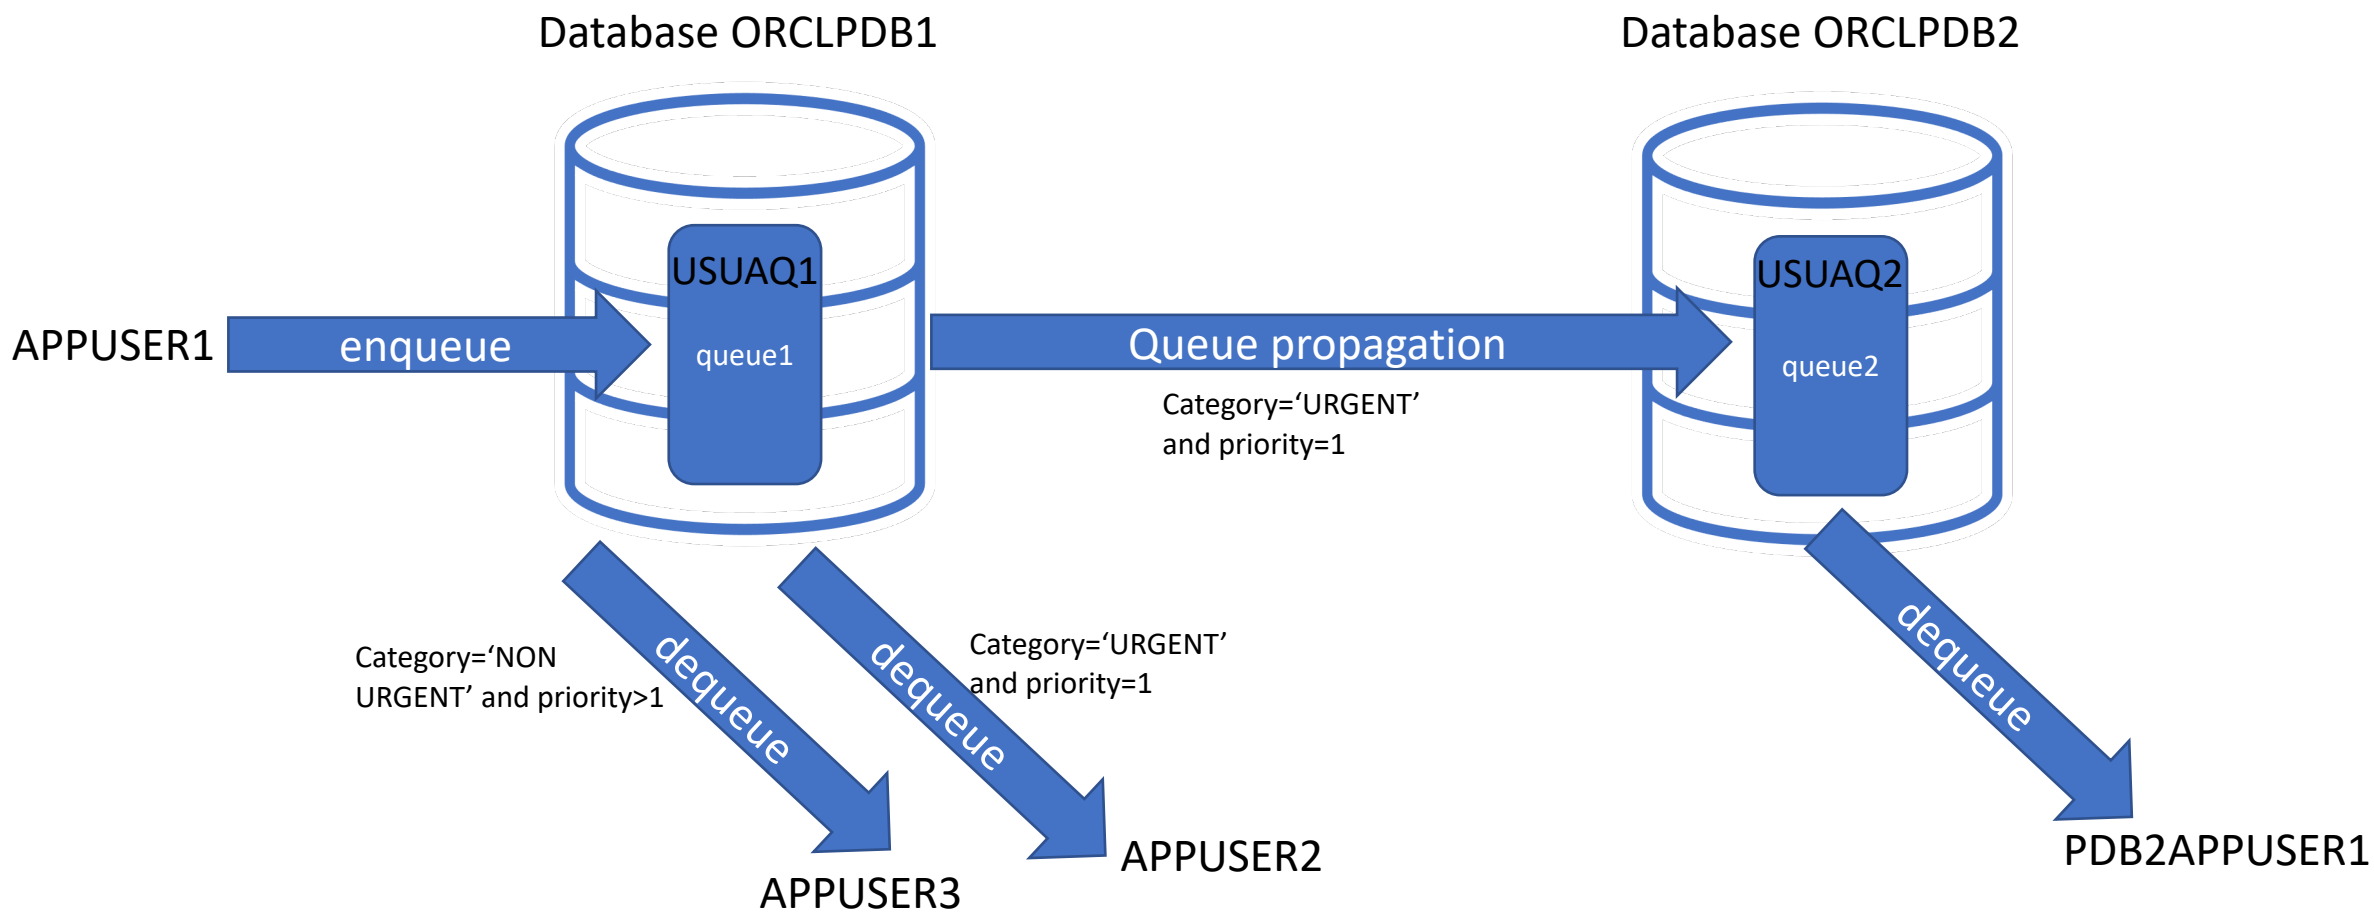 Database ORCLPDB1
Database ORCLPDB2
USUAQ1
USUAQ2
APPUSER1
enqueue
queue1
Queue propagation
queue2
Category=‘URGENT’
and priority=1
Category=‘NON
URGENT’ and priority>1
dequeue
Category=‘URGENT’
and priority=1
dequeue
dequeue
APPUSER3
APPUSER2
PDB2APPUSER1